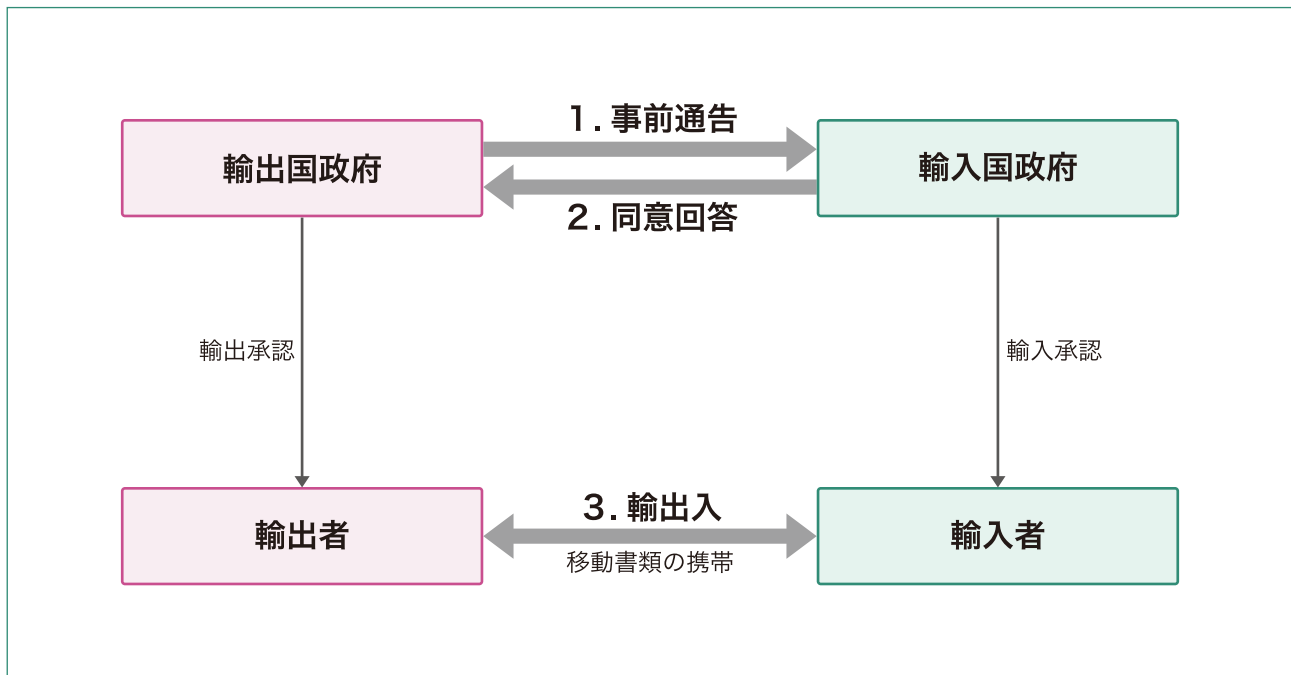 1. 事前通告
輸出国政府
輸入国政府
2. 同意回答
輸出承認
輸入承認
3. 輸出入
輸出者
輸入者
移動書類の携帯